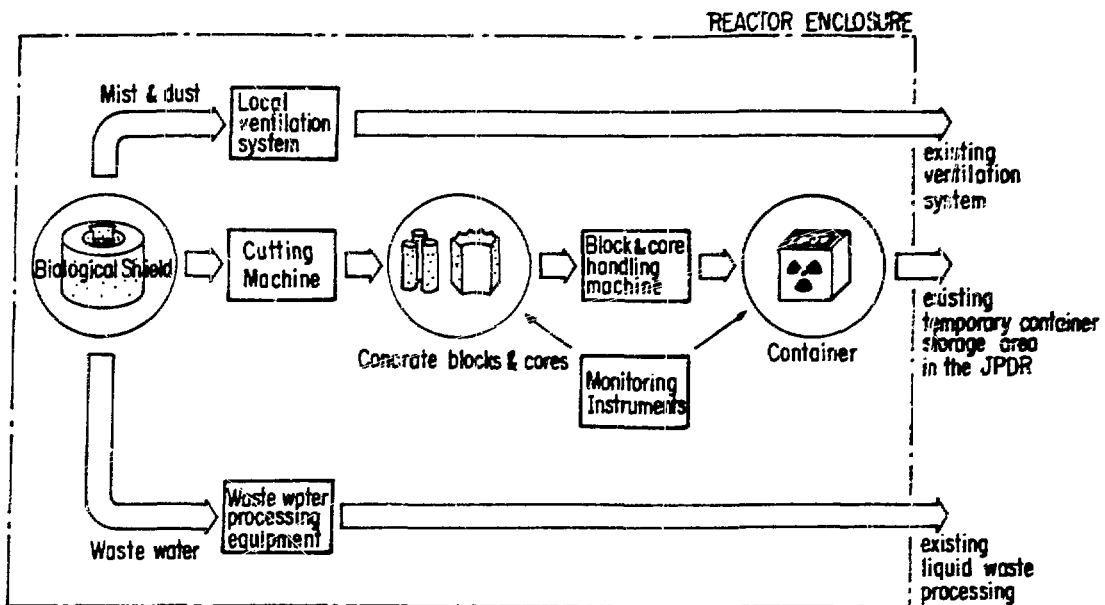 REACTOR ENCLOSURE
Mist & dust
Local
ventilation
system
existing
ventilation
system
Biological Shield
Cutting
Machine
Block & core
handling
machine
Concrete blocks & cores
Monitoring
Instruments
Container
existing
temporary container
storage area
in the JPDR
Waste water
Waste water
processing
equipment
existing
liquid waste
processing